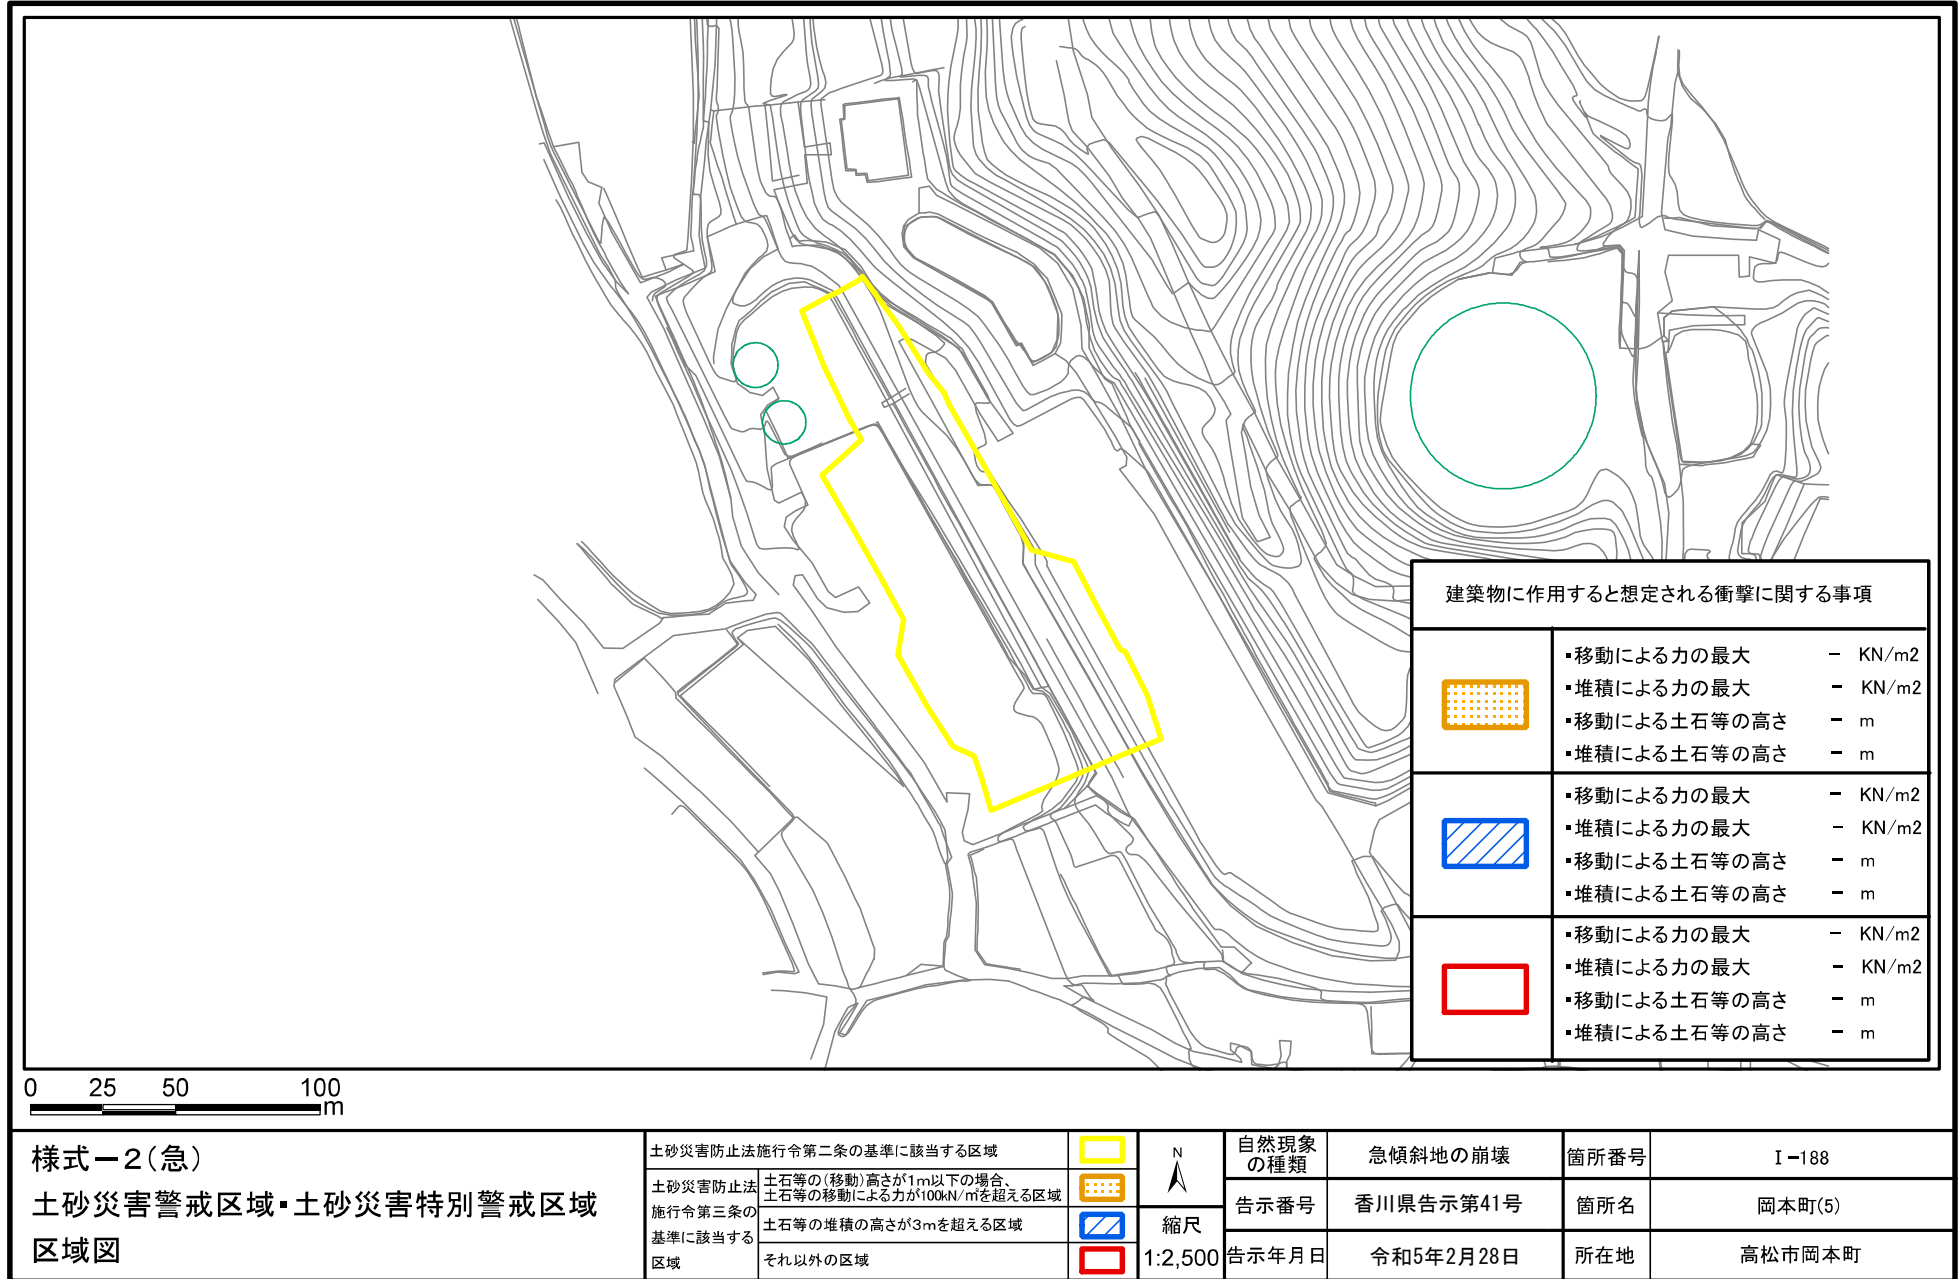 建築物に作用すると想定される衝撃に関する事項
・移動による力の最大 － KN/m2
・堆積による力の最大 － KN/m2
・移動による土石等の高さ － m
・堆積による土石等の高さ － m
・移動による力の最大 － KN/m2
・堆積による力の最大 － KN/m2
・移動による土石等の高さ － m
・堆積による土石等の高さ － m
・移動による力の最大 － KN/m2
・堆積による力の最大 － KN/m2
・移動による土石等の高さ － m
・堆積による土石等の高さ － m
0 25 50 100
m
様式－2(急)
土砂災害警戒区域・土砂災害特別警戒区域
区域図
土砂災害防止法施行令第二条の基準に該当する区域
土砂災害防止法
施行令第三条の
基準に該当する
区域
土石等の(移動)高さが1m以下の場合、
土石等の移動による力が100kN/㎡を超える区域
土石等の堆積の高さが3mを超える区域
それ以外の区域
N
縮尺
1:2,500
自然現象
の種類
急傾斜地の崩壊
箇所番号
I-188
告示番号
香川県告示第41号
箇所名
岡本町(5)
告示年月日
令和5年2月28日
所在地
高松市岡本町